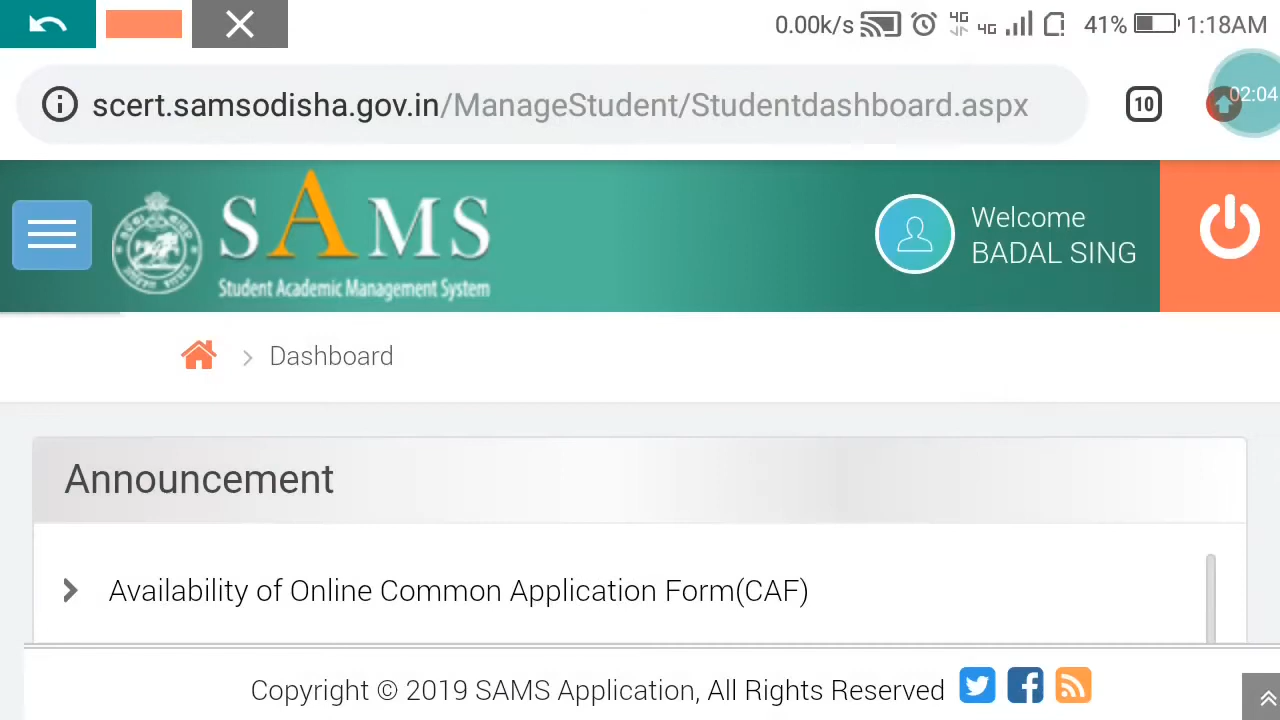 0.00k/s 4G 4G 41% 1:18AM
scert.samsodisha.gov.in/ManageStudent/Studentdashboard.aspx 10 02:04
SAMS
Student Academic Management System
Welcome
BADAL SING
Dashboard
Announcement
Availability of Online Common Application Form(CAF)
Copyright © 2019 SAMS Application, All Rights Reserved